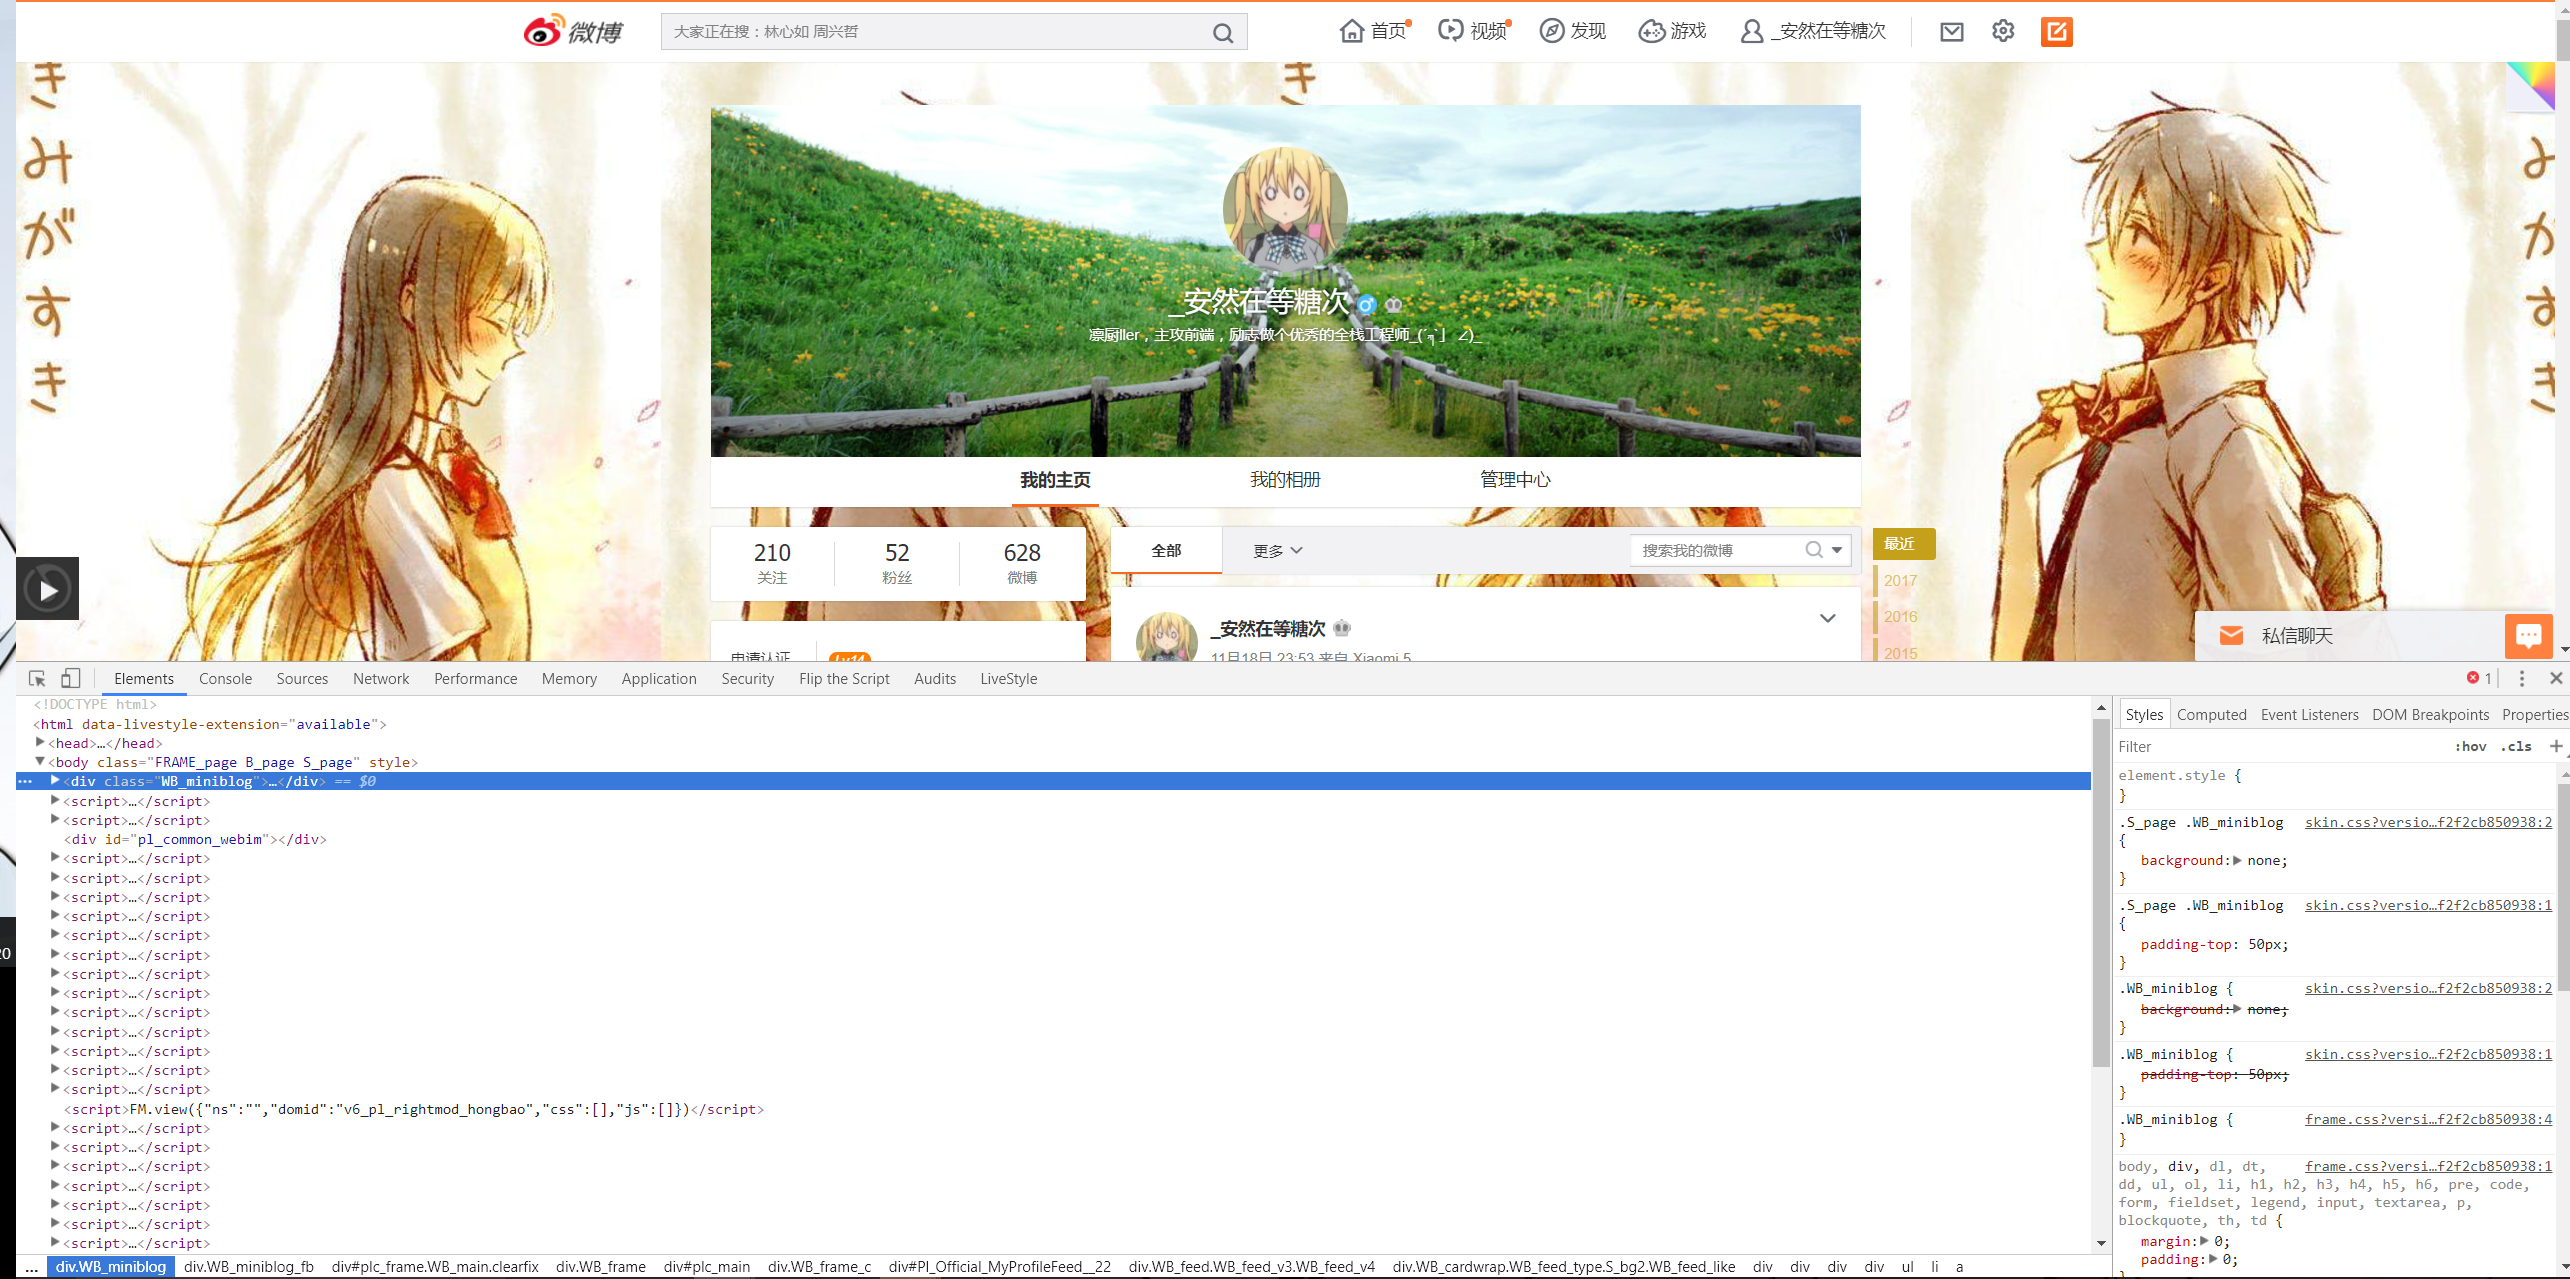 微博
大家正在搜：林心如 周兴哲
首页
视频
发现
游戏
_安然在等糖次
きみがすき
き
みがすき
_安然在等糖次
凛厨ller，主攻前端，励志做个优秀的全栈工程师_(´┐`」 ∠)_
我的主页
我的相册
管理中心
210
关注
52
粉丝
628
微博
全部
更多
搜索我的微博
最近
2017
2016
2015
_安然在等糖次
11月18日 23:53 来自 Xiaomi 5
申请认证
Lv14
私信聊天
20
Elements Console Sources Network Performance Memory Application Security Flip the Script Audits LiveStyle
1
<!DOCTYPE html>
<html data-livestyle-extension="available">
<head>…</head>
<body class="FRAME_page B_page S_page" style>
… <div class="WB_miniblog">…</div> == $0
<script>…</script>
<script>…</script>
<div id="pl_common_webim"></div>
<script>…</script>
<script>…</script>
<script>…</script>
<script>…</script>
<script>…</script>
<script>…</script>
<script>…</script>
<script>…</script>
<script>…</script>
<script>…</script>
<script>…</script>
<script>…</script>
<script>…</script>
<script>FM.view({"ns":"","domid":"v6_pl_rightmod_hongbao","css":[],"js":[]})</script>
<script>…</script>
<script>…</script>
<script>…</script>
<script>…</script>
<script>…</script>
<script>…</script>
<script>…</script>
... div.WB_miniblog div.WB_miniblog_fb div#plc_frame.WB_main.clearfix div.WB_frame div#plc_main div.WB_frame_c div#Pl_Official_MyProfileFeed__22 div.WB_feed.WB_feed_v3.WB_feed_v4 div.WB_cardwrap.WB_feed_type.S_bg2.WB_feed_like div div div div ul li a
Styles Computed Event Listeners DOM Breakpoints Properties
Filter :hov .cls +
element.style {
}
.S_page .WB_miniblog skin.css?versio…f2f2cb850938:2
{
background: none;
}
.S_page .WB_miniblog skin.css?versio…f2f2cb850938:1
{
padding-top: 50px;
}
.WB_miniblog { skin.css?versio…f2f2cb850938:2
background: none;
}
.WB_miniblog { skin.css?versio…f2f2cb850938:1
padding-top: 50px;
}
.WB_miniblog { frame.css?versi…f2f2cb850938:4
}
body, div, dl, dt, frame.css?versi…f2f2cb850938:1
dd, ul, ol, li, h1, h2, h3, h4, h5, h6, pre, code,
form, fieldset, legend, input, textarea, p,
blockquote, th, td {
margin: 0;
padding: 0;